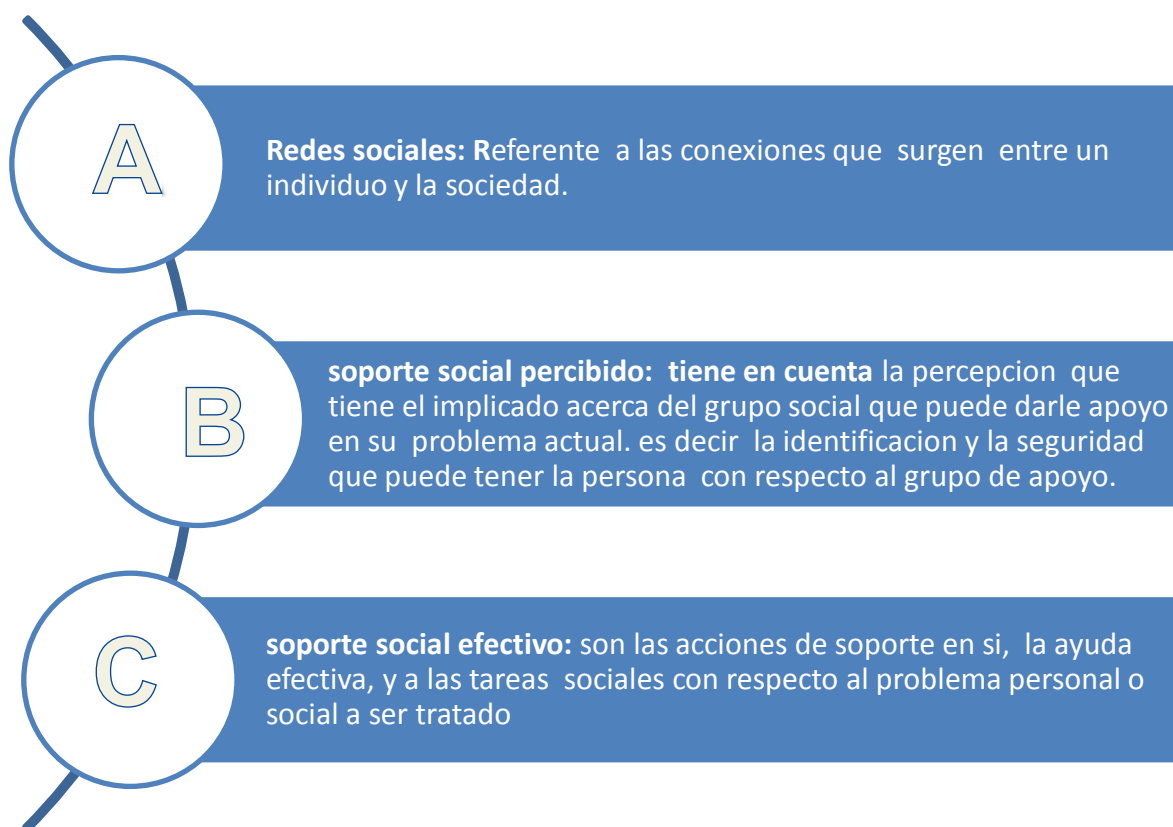 A
Redes sociales: Referente a las conexiones que surgen entre un
individuo y la sociedad.
B
soporte social percibido: tiene en cuenta la percepcion que
tiene el implicado acerca del grupo social que puede darle apoyo
en su problema actual. es decir la identificacion y la seguridad
que puede tener la persona con respecto al grupo de apoyo.
C
soporte social efectivo: son las acciones de soporte en si, la ayuda
efectiva, y a las tareas sociales con respecto al problema personal o
social a ser tratado